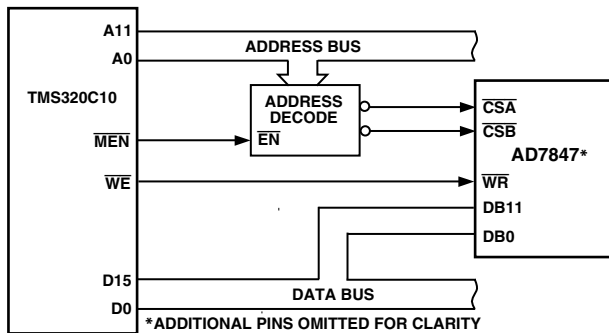 A11
ADDRESS BUS
A0
TMS320C10
ADDRESS
DECODE
CSA
MEN
EN
CSB
AD7847*
WE
WR
DB11
DB0
D15
DATA BUS
D0
*ADDITIONAL PINS OMITTED FOR CLARITY